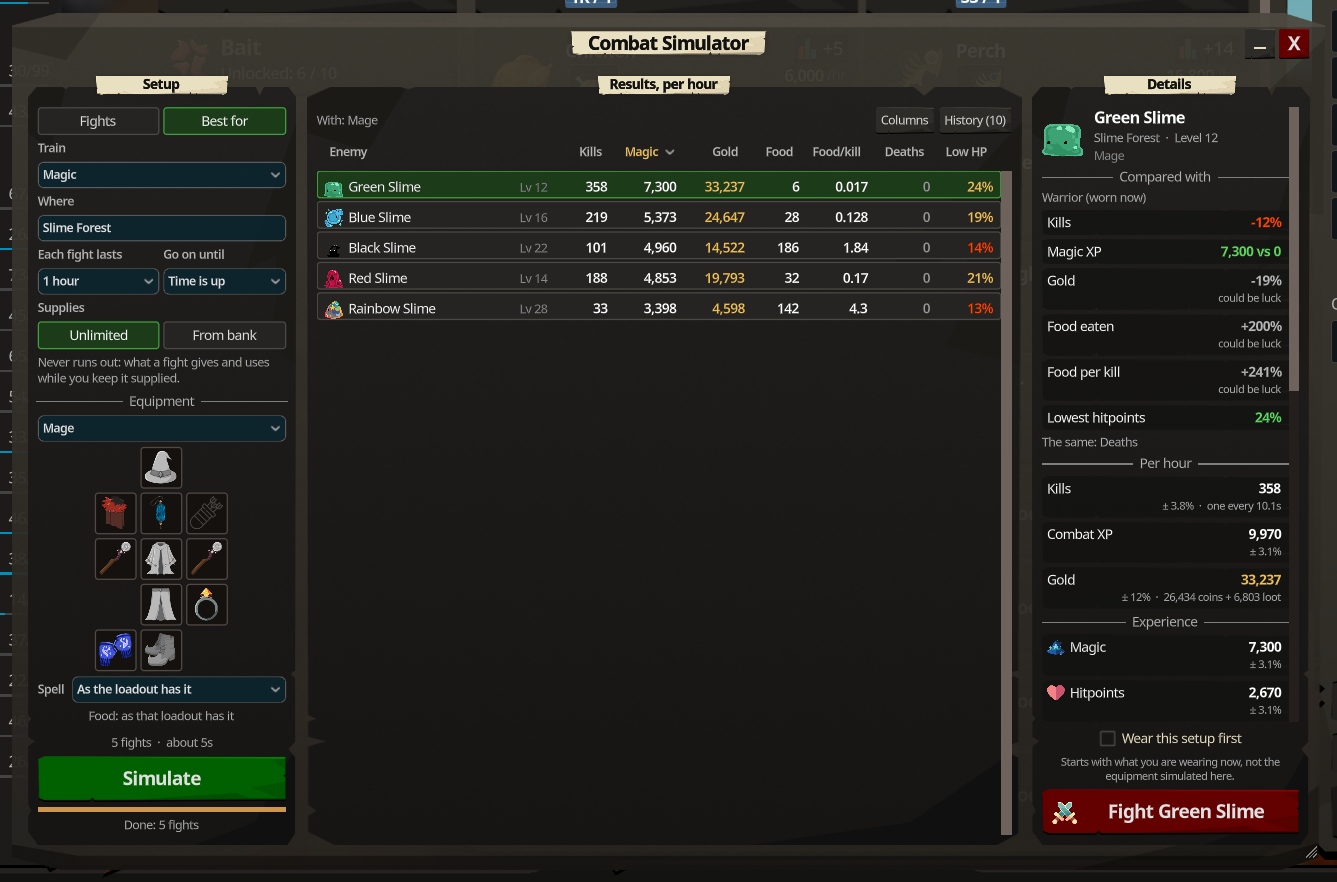 Combat Simulator
X
Bait
Unlocked: 6 / 10
+5
6,000 /hr
Perch
+14
Setup
Fights
Best for
Train
Magic
Where
Slime Forest
Each fight lasts
Go on until
1 hour
Time is up
Supplies
Unlimited
From bank
Never runs out: what a fight gives and uses
while you keep it supplied.
Equipment
Mage
Spell
As the loadout has it
Food: as that loadout has it
5 fights · about 5s
Simulate
Done: 5 fights
Results, per hour
With: Mage
Columns
History (10)
Enemy Kills Magic Gold Food Food/kill Deaths Low HP
Green Slime Lv 12 358 7,300 33,237 6 0.017 0 24%
Blue Slime Lv 16 219 5,373 24,647 28 0.128 0 19%
Black Slime Lv 22 101 4,960 14,522 186 1.84 0 14%
Red Slime Lv 14 188 4,853 19,793 32 0.17 0 21%
Rainbow Slime Lv 28 33 3,398 4,598 142 4.3 0 13%
Details
Green Slime
Slime Forest · Level 12
Mage
Compared with
Warrior (worn now)
Kills -12%
Magic XP 7,300 vs 0
Gold -19%
could be luck
Food eaten +200%
could be luck
Food per kill +241%
could be luck
Lowest hitpoints 24%
The same: Deaths
Per hour
Kills 358
± 3.8% · one every 10.1s
Combat XP 9,970
± 3.1%
Gold 33,237
± 12% · 26,434 coins + 6,803 loot
Experience
Magic 7,300
± 3.1%
Hitpoints 2,670
± 3.1%
Wear this setup first
Starts with what you are wearing now, not the
equipment simulated here.
Fight Green Slime